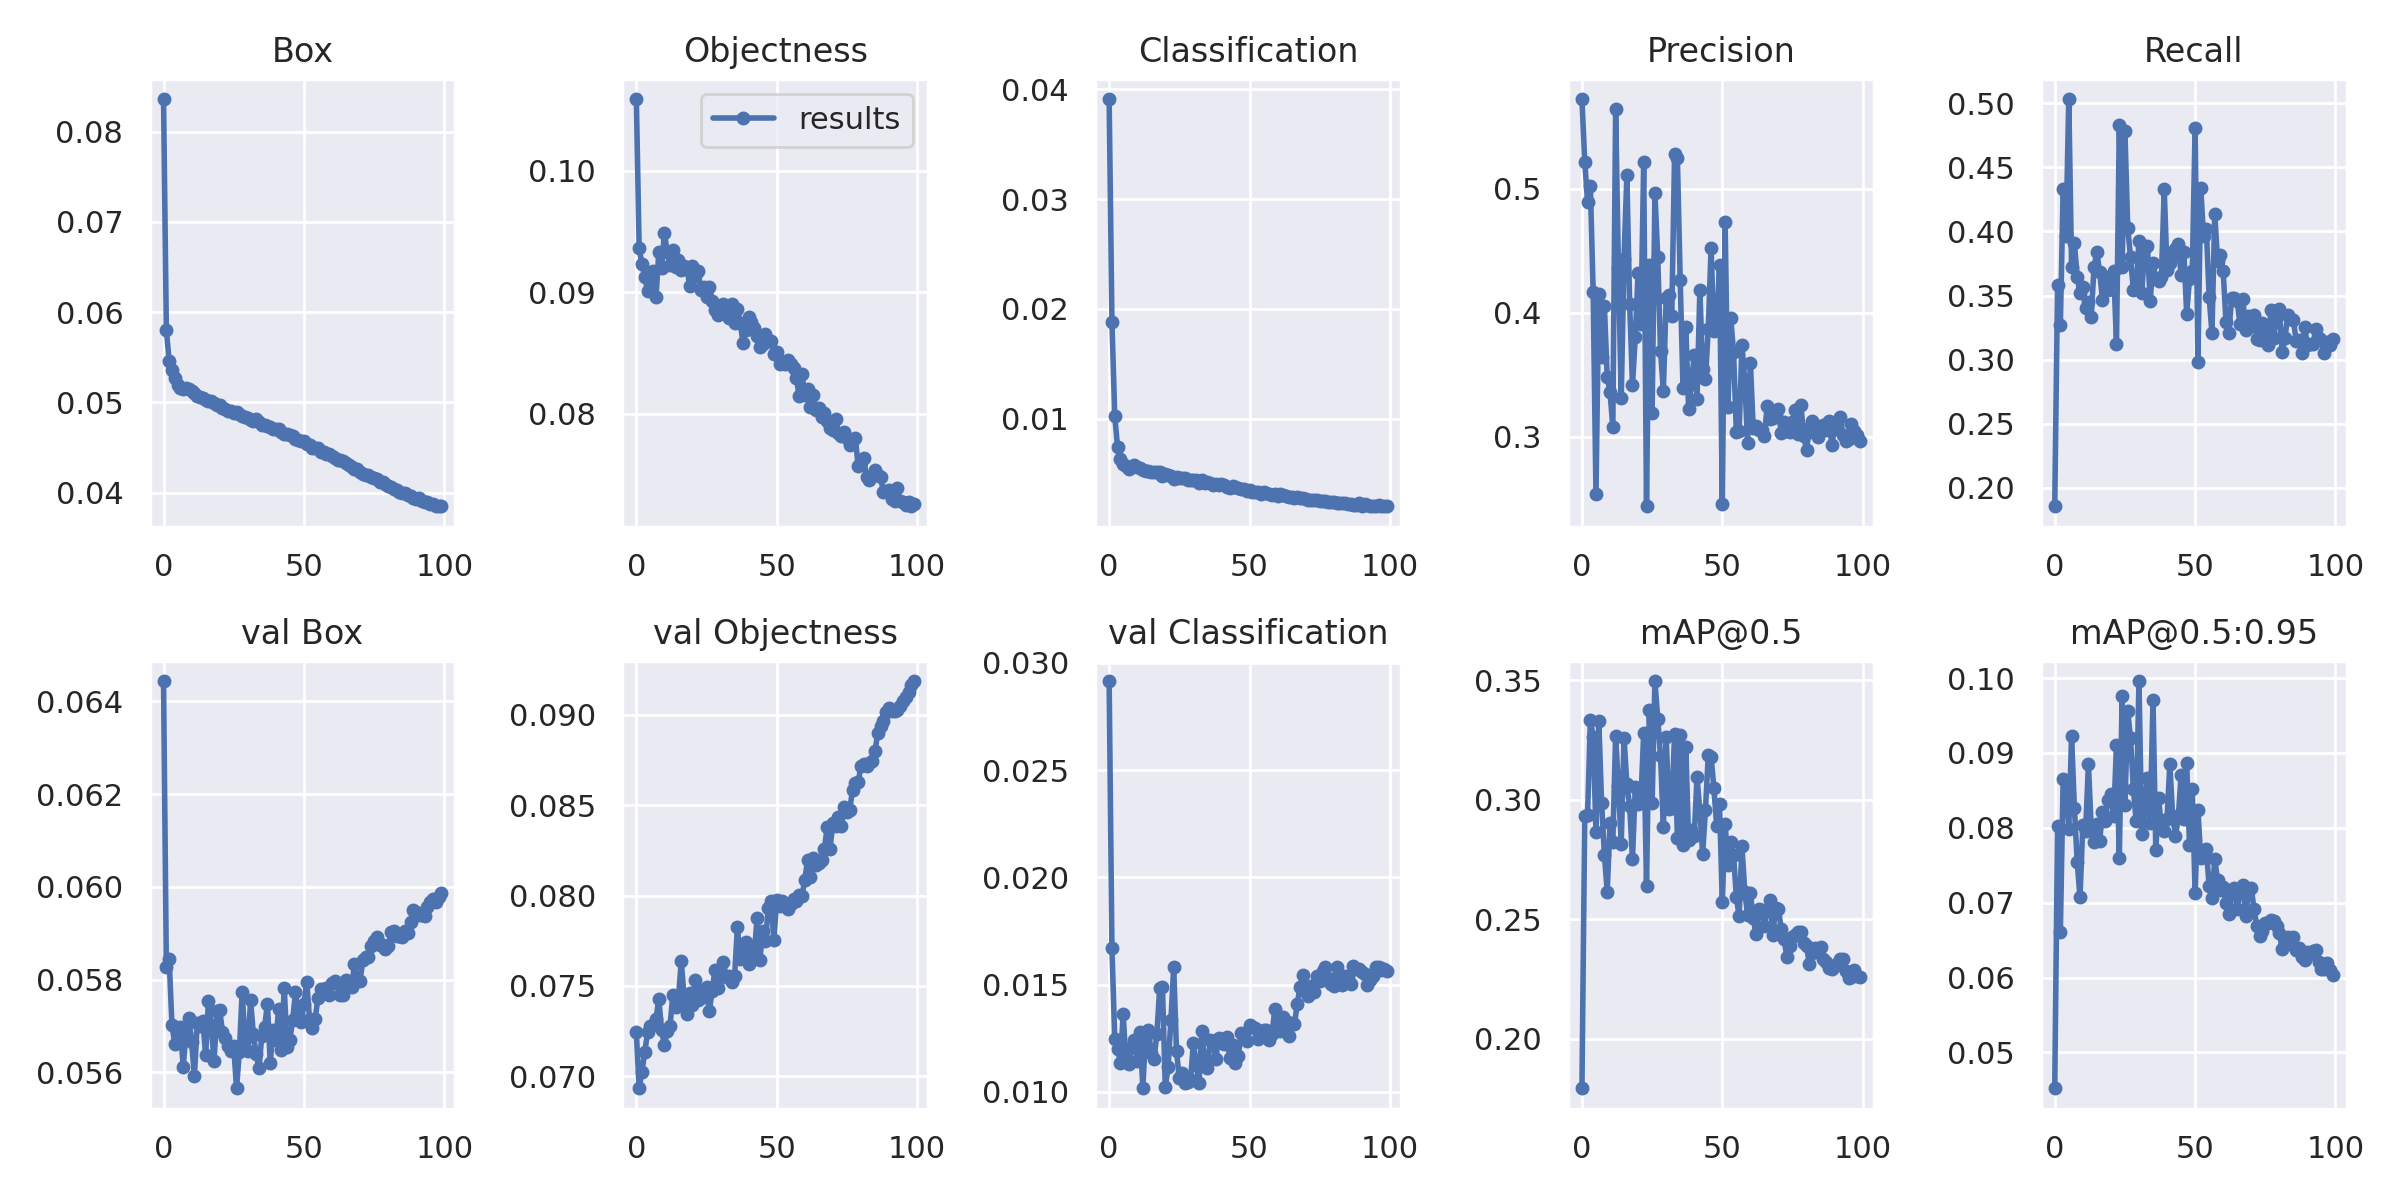 Box
Objectness
Classification
Precision
Recall
results
0.08
0.07
0.06
0.05
0.04
0 50 100
0.10
0.09
0.08
0 50 100
0.04
0.03
0.02
0.01
0 50 100
0.5
0.4
0.3
0 50 100
0.50
0.45
0.40
0.35
0.30
0.25
0.20
0 50 100
val Box
val Objectness
val Classification
mAP@0.5
mAP@0.5:0.95
0.064
0.062
0.060
0.058
0.056
0 50 100
0.090
0.085
0.080
0.075
0.070
0 50 100
0.030
0.025
0.020
0.015
0.010
0 50 100
0.35
0.30
0.25
0.20
0 50 100
0.10
0.09
0.08
0.07
0.06
0.05
0 50 100